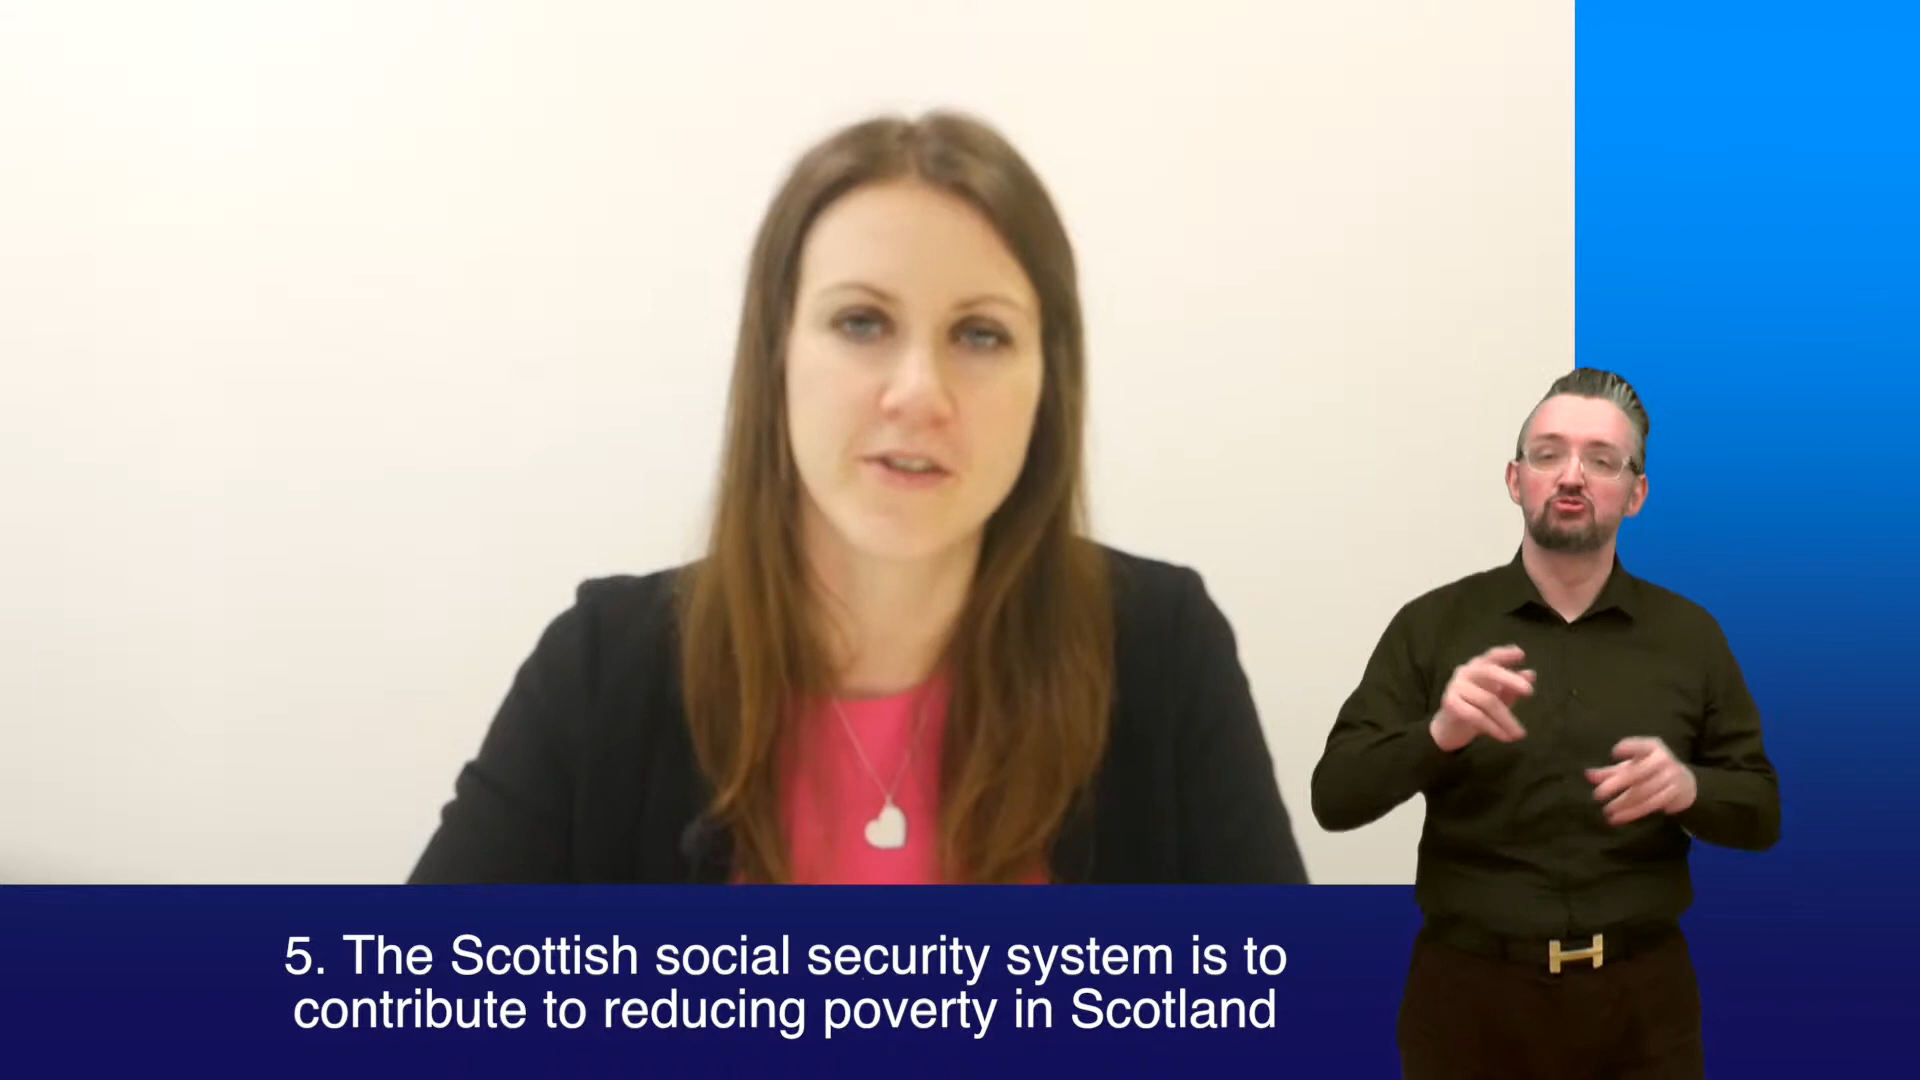 5. The Scottish social security system is to
contribute to reducing poverty in Scotland